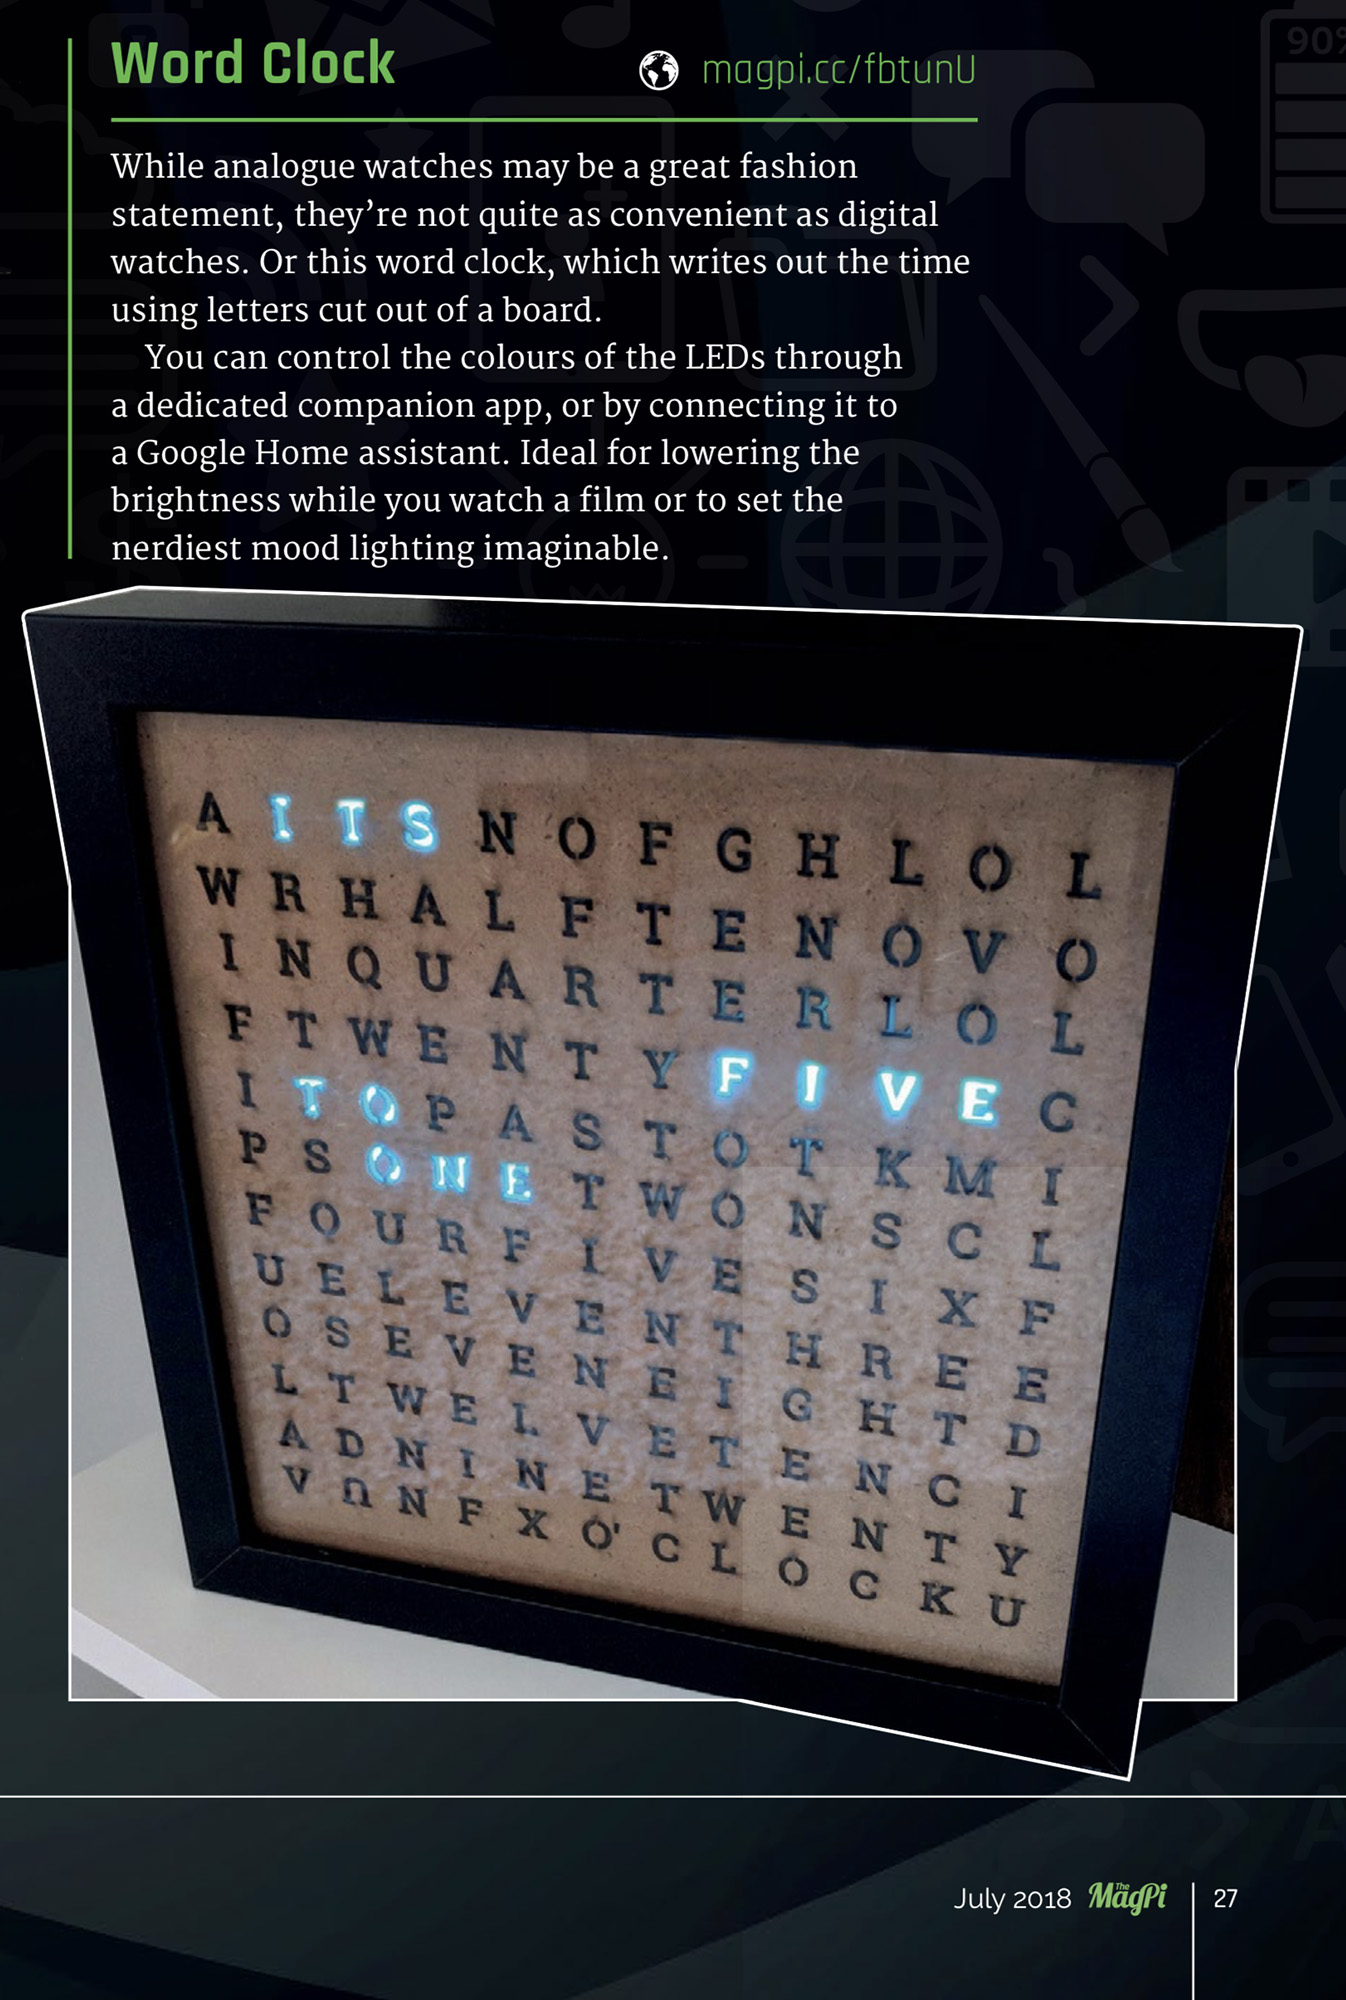 Word Clock
magpi.cc/fbtunU
While analogue watches may be a great fashion
statement, they're not quite as convenient as digital
watches. Or this word clock, which writes out the time
using letters cut out of a board.
You can control the colours of the LEDs through
a dedicated companion app, or by connecting it to
a Google Home assistant. Ideal for lowering the
brightness while you watch a film or to set the
nerdiest mood lighting imaginable.
90%
A I T S N O F G H L O L
W R H A L F T E N O V O
I N Q U A R T E R L O L
F T W E N T Y F I V E C
I T O P A S T O T K M I
P S O N E T W O N S C L
F O U R F I V E S I X F
U E L E V E N T H R E E
O S E V E N E I G H T D
L T W E L V E T E N C I
A D N I N E T W E N T Y
V U N F X O' C L O C K U
July 2018 The MagPi 27